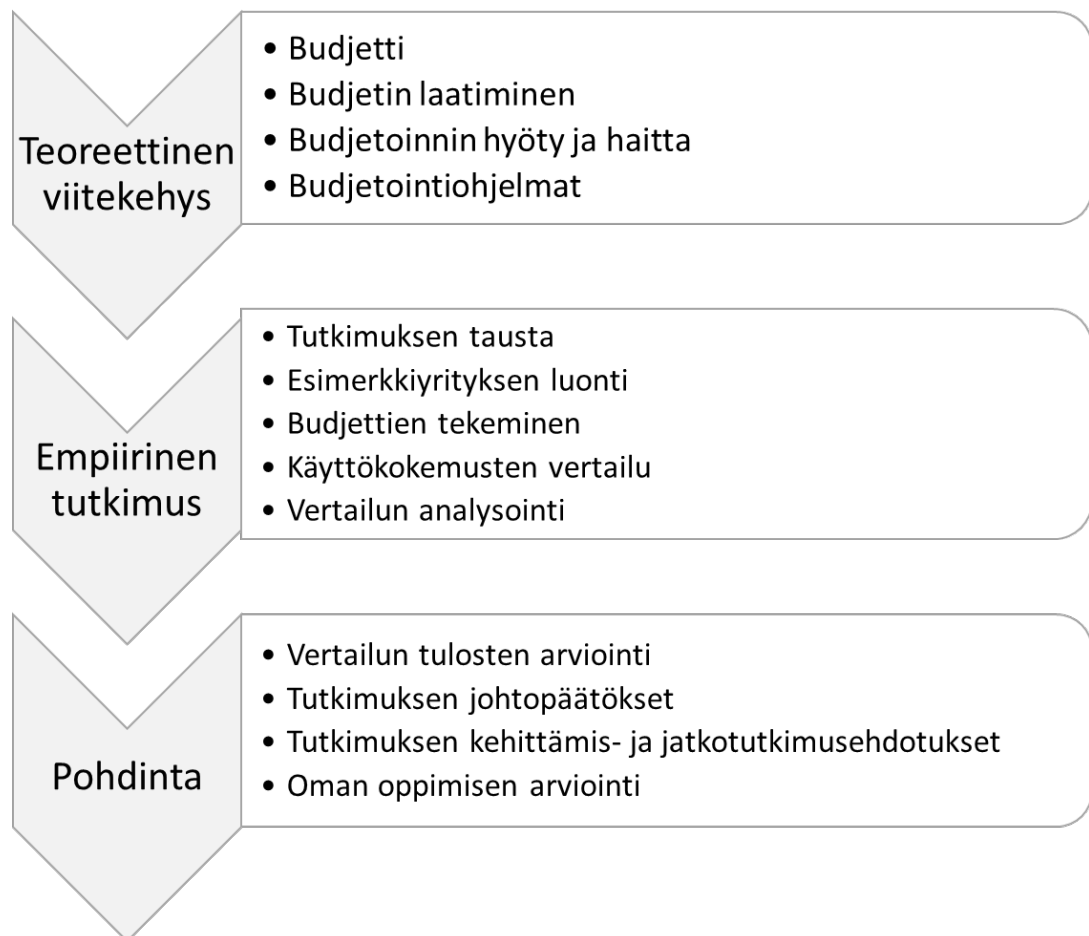 Teoreettinen
viitekehys
• Budjetti
• Budjetin laatiminen
• Budjetoinnin hyöty ja haitta
• Budjetointiohjelmat
Empiirinen
tutkimus
• Tutkimuksen tausta
• Esimerkkiyrityksen luonti
• Budjettien tekeminen
• Käyttökokemusten vertailu
• Vertailun analysointi
Pohdinta
• Vertailun tulosten arviointi
• Tutkimuksen johtopäätökset
• Tutkimuksen kehittämis- ja jatkotutkimusehdotukset
• Oman oppimisen arviointi